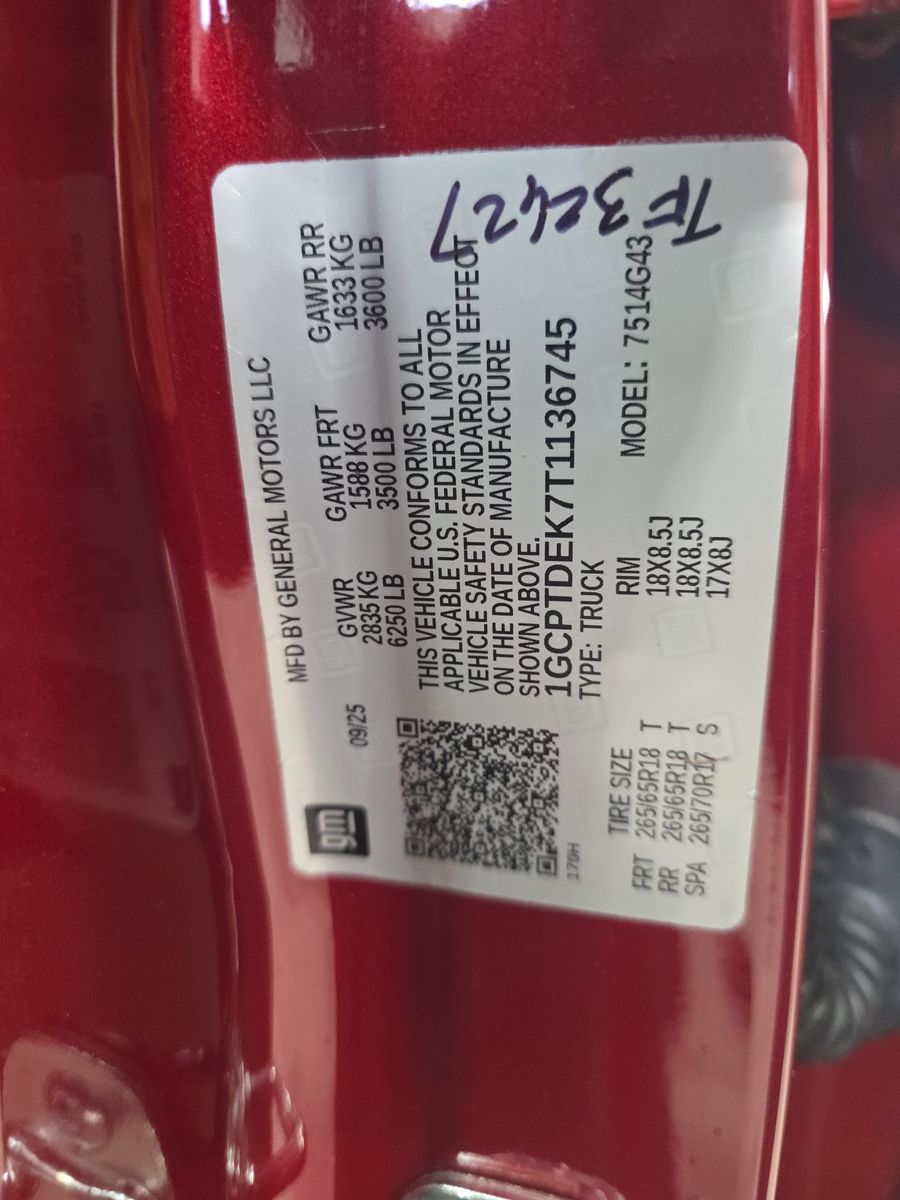 MFD BY GENERAL MOTORS LLC
gm
09/25
GVWR GAWR FRT GAWR RR
2835 KG 1588 KG 1633 KG
6250 LB 3500 LB 3600 LB
THIS VEHICLE CONFORMS TO ALL
APPLICABLE U.S. FEDERAL MOTOR
VEHICLE SAFETY STANDARDS IN EFFECT
ON THE DATE OF MANUFACTURE
SHOWN ABOVE.
1GCPTDEK7T1136745
TYPE: TRUCK
MODEL: 7514G43
170H
TIRE SIZE RIM
FRT 265/65R18 T 18X8.5J
RR 265/65R18 T 18X8.5J
SPA 265/70R17 S 17X8J